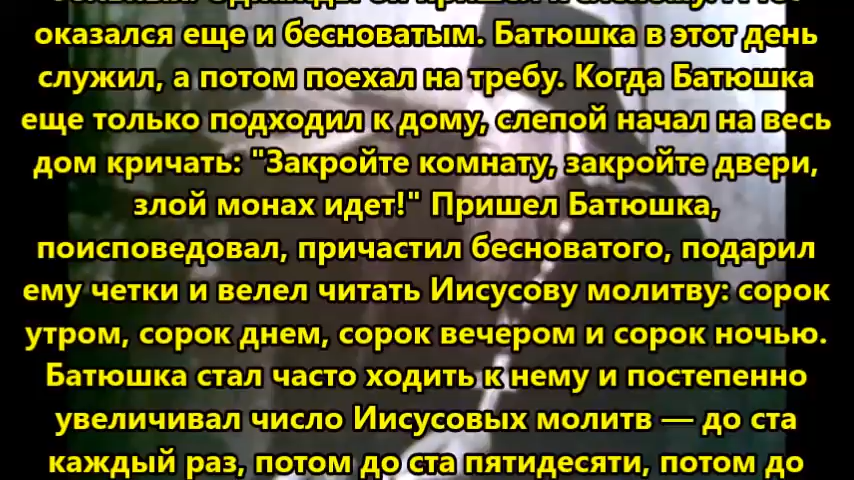 оказался еще и бесноватым. Батюшка в этот день
служил, а потом поехал на требу. Когда Батюшка
еще только подходил к дому, слепой начал на весь
дом кричать: "Закройте комнату, закройте двери,
злой монах идет!" Пришел Батюшка,
поисповедовал, причастил бесноватого, подарил
ему четки и велел читать Иисусову молитву: сорок
утром, сорок днем, сорок вечером и сорок ночью.
Батюшка стал часто ходить к нему и постепенно
увеличивал число Иисусовых молитв — до ста
каждый раз, потом до ста пятидесяти, потом до